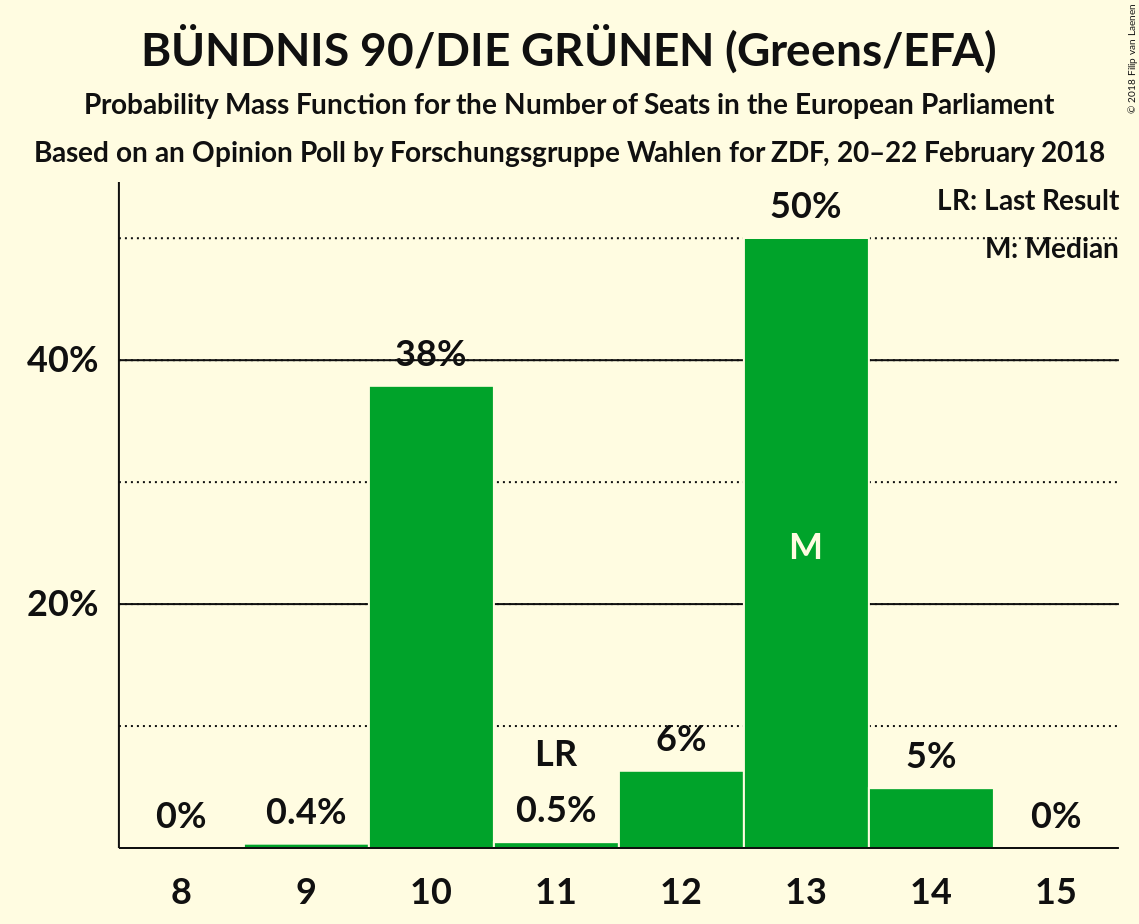 BÜNDNIS 90/DIE GRÜNEN (Greens/EFA)
Probability Mass Function for the Number of Seats in the European Parliament
Based on an Opinion Poll by Forschungsgruppe Wahlen for ZDF, 20–22 February 2018
© 2018 Filip van Laenen
LR: Last Result
M: Median
50%
40%
38%
M
20%
LR
6%
5%
0%
0.4%
0.5%
0%
8 9 10 11 12 13 14 15